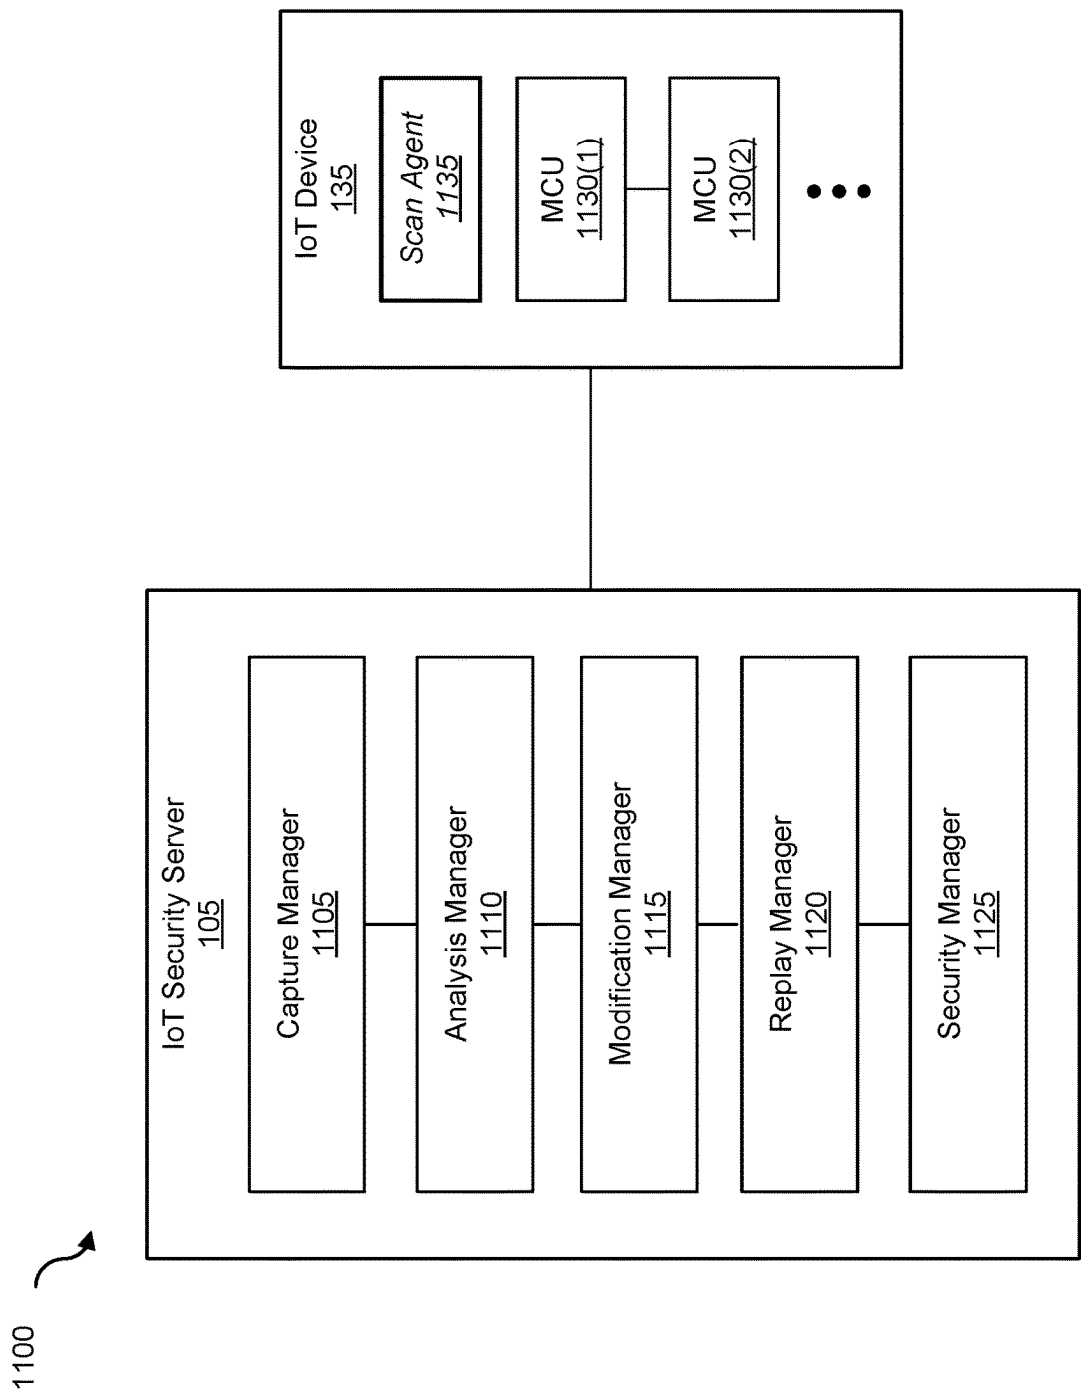 1100
IoT Security Server
105
Capture Manager
1105
Analysis Manager
1110
Modification Manager
1115
Replay Manager
1120
Security Manager
1125
IoT Device
135
Scan Agent
1135
MCU
1130(1)
MCU
1130(2)